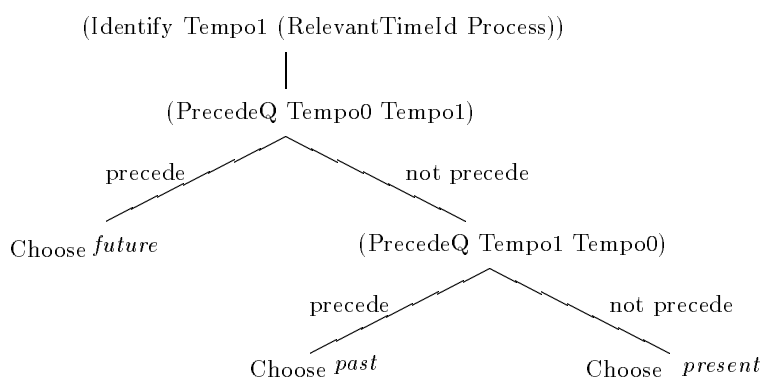 (Identify Tempo1 (RelevantTimeId Process))
(PrecedeQ Tempo0 Tempo1)
precede
not precede
Choose future
(PrecedeQ Tempo1 Tempo0)
precede
not precede
Choose past
Choose present